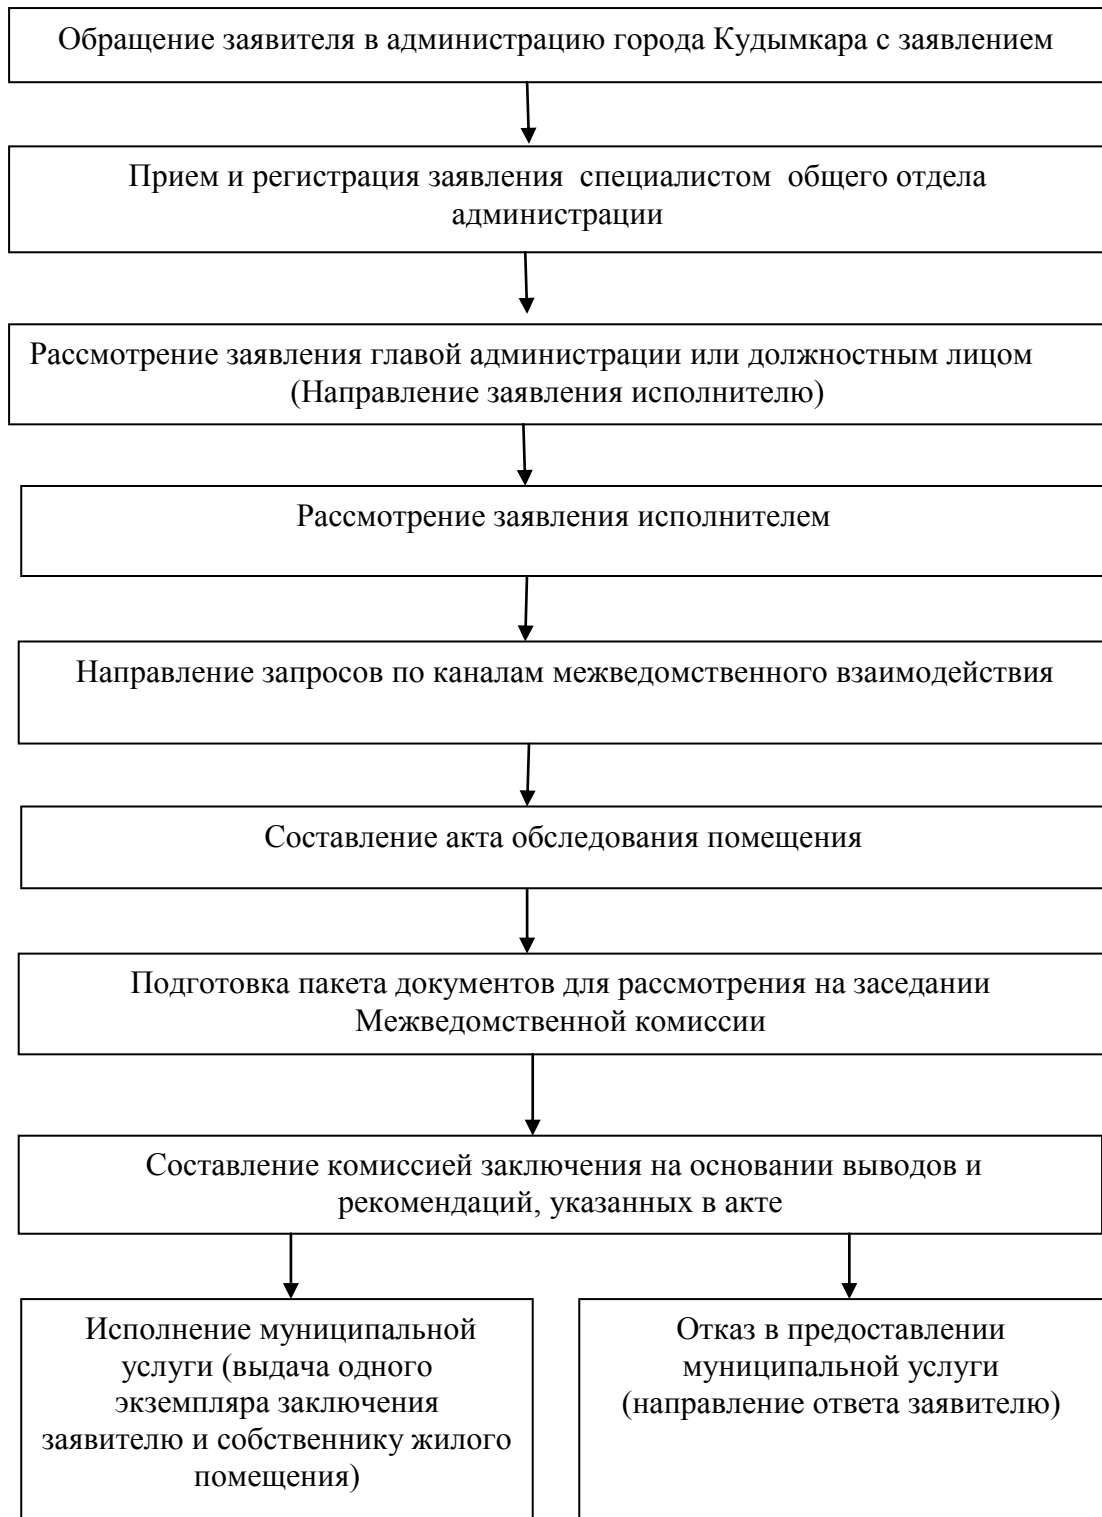 Обращение заявителя в администрацию города Кудымкара с заявлением
Прием и регистрация заявления специалистом общего отдела
администрации
Рассмотрение заявления главой администрации или должностным лицом
(Направление заявления исполнителю)
Рассмотрение заявления исполнителем
Направление запросов по каналам межведомственного взаимодействия
Составление акта обследования помещения
Подготовка пакета документов для рассмотрения на заседании
Межведомственной комиссии
Составление комиссией заключения на основании выводов и
рекомендаций, указанных в акте
Исполнение муниципальной
услуги (выдача одного
экземпляра заключения
заявителю и собственнику жилого
помещения)
Отказ в предоставлении
муниципальной услуги
(направление ответа заявителю)